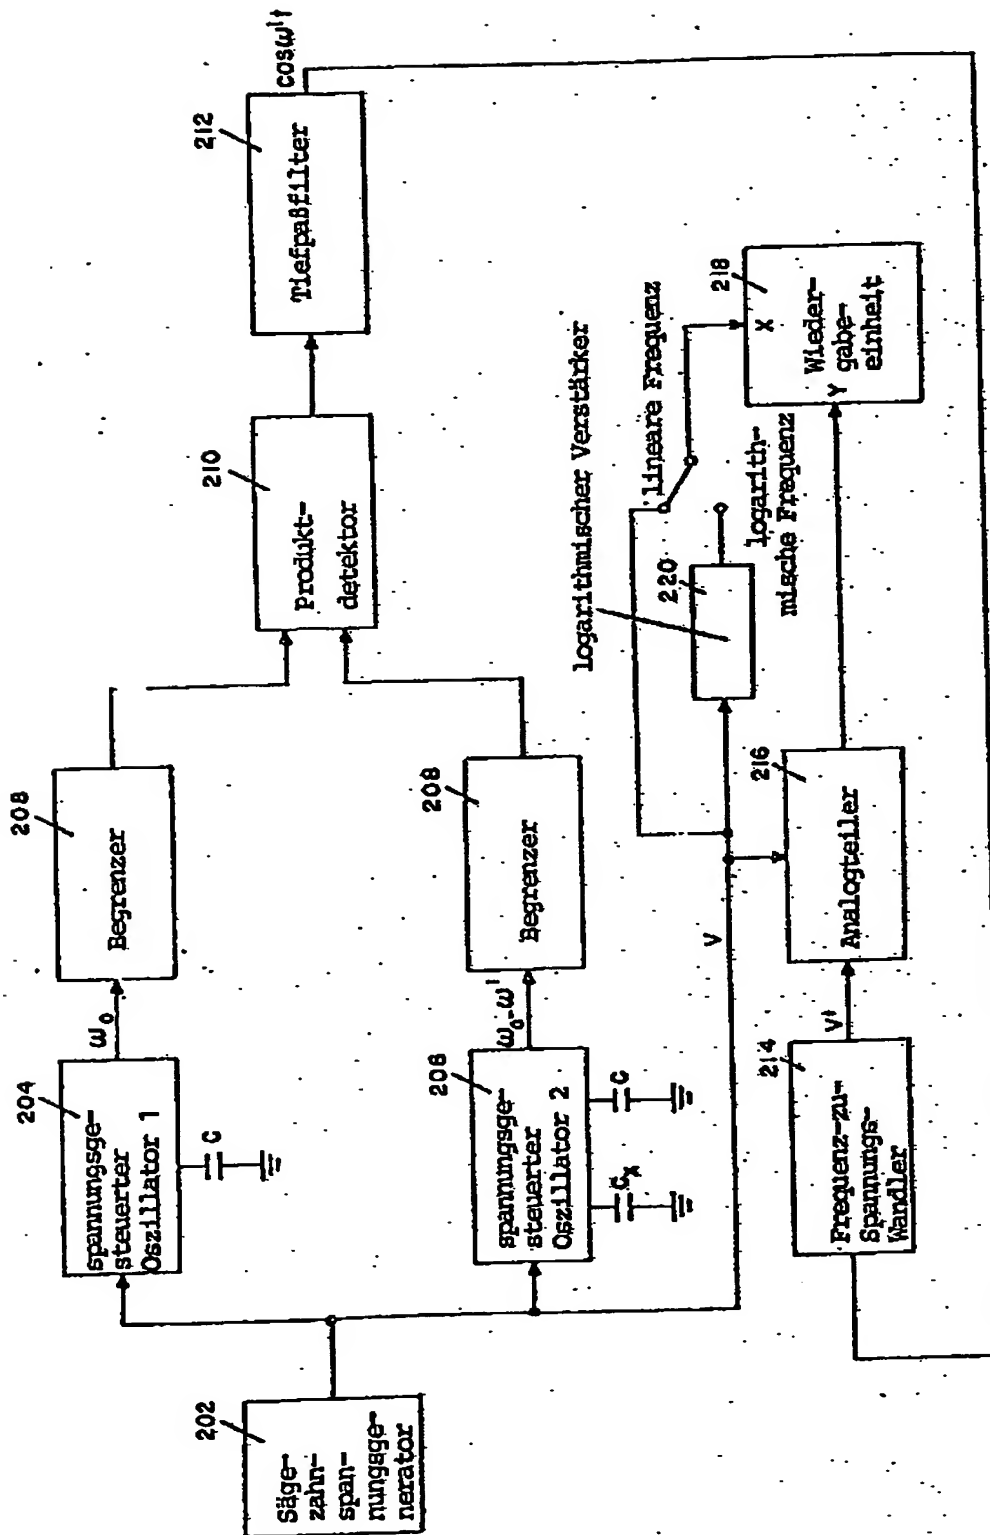 202
Säge-
zahn-
span-
nungsge-
nerator
204
spannungsge-
steuerter
Oszillator 1
C
ω₀
208
Begrenzer
206
spannungsge-
steuerter
Oszillator 2
Cₓ
C
ω₀-ω'
208
Begrenzer
210
Produkt-
detektor
212
Tiefpaßfilter
cosω't
V
logarithmischer Verstärker
220
lineare Frequenz
logarith-
mische Frequenz
214
Frequenz-zu-
Spannungs-
Wandler
V'
216
Analogteiler
218
X
Y
Wieder-
gabe-
einheit